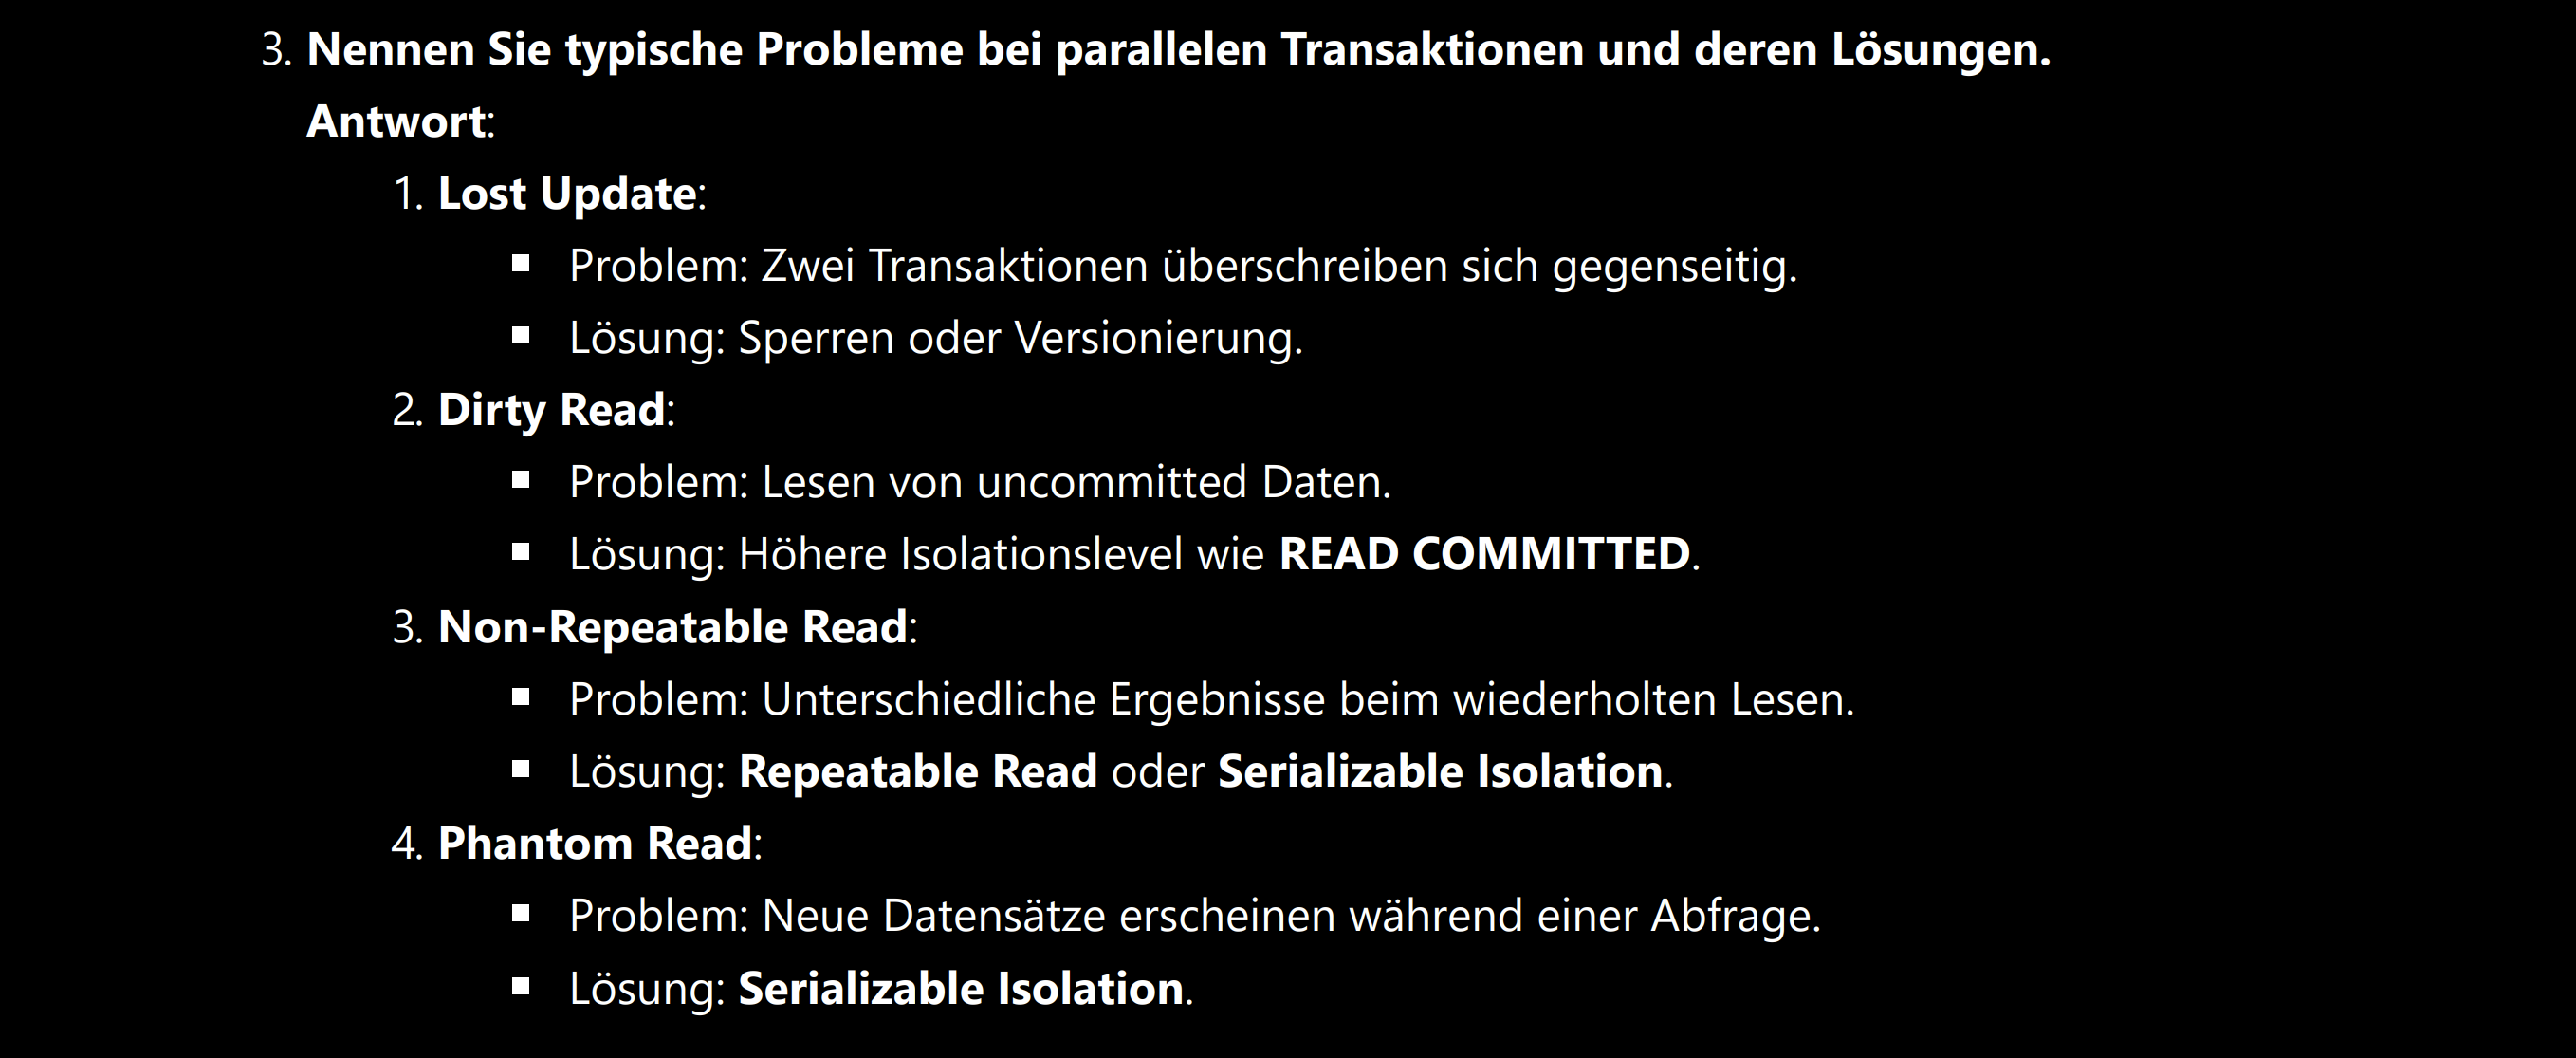 3. Nennen Sie typische Probleme bei parallelen Transaktionen und deren Lösungen.
Antwort:
1. Lost Update:
▪ Problem: Zwei Transaktionen überschreiben sich gegenseitig.
▪ Lösung: Sperren oder Versionierung.
2. Dirty Read:
▪ Problem: Lesen von uncommitted Daten.
▪ Lösung: Höhere Isolationslevel wie READ COMMITTED.
3. Non-Repeatable Read:
▪ Problem: Unterschiedliche Ergebnisse beim wiederholten Lesen.
▪ Lösung: Repeatable Read oder Serializable Isolation.
4. Phantom Read:
▪ Problem: Neue Datensätze erscheinen während einer Abfrage.
▪ Lösung: Serializable Isolation.